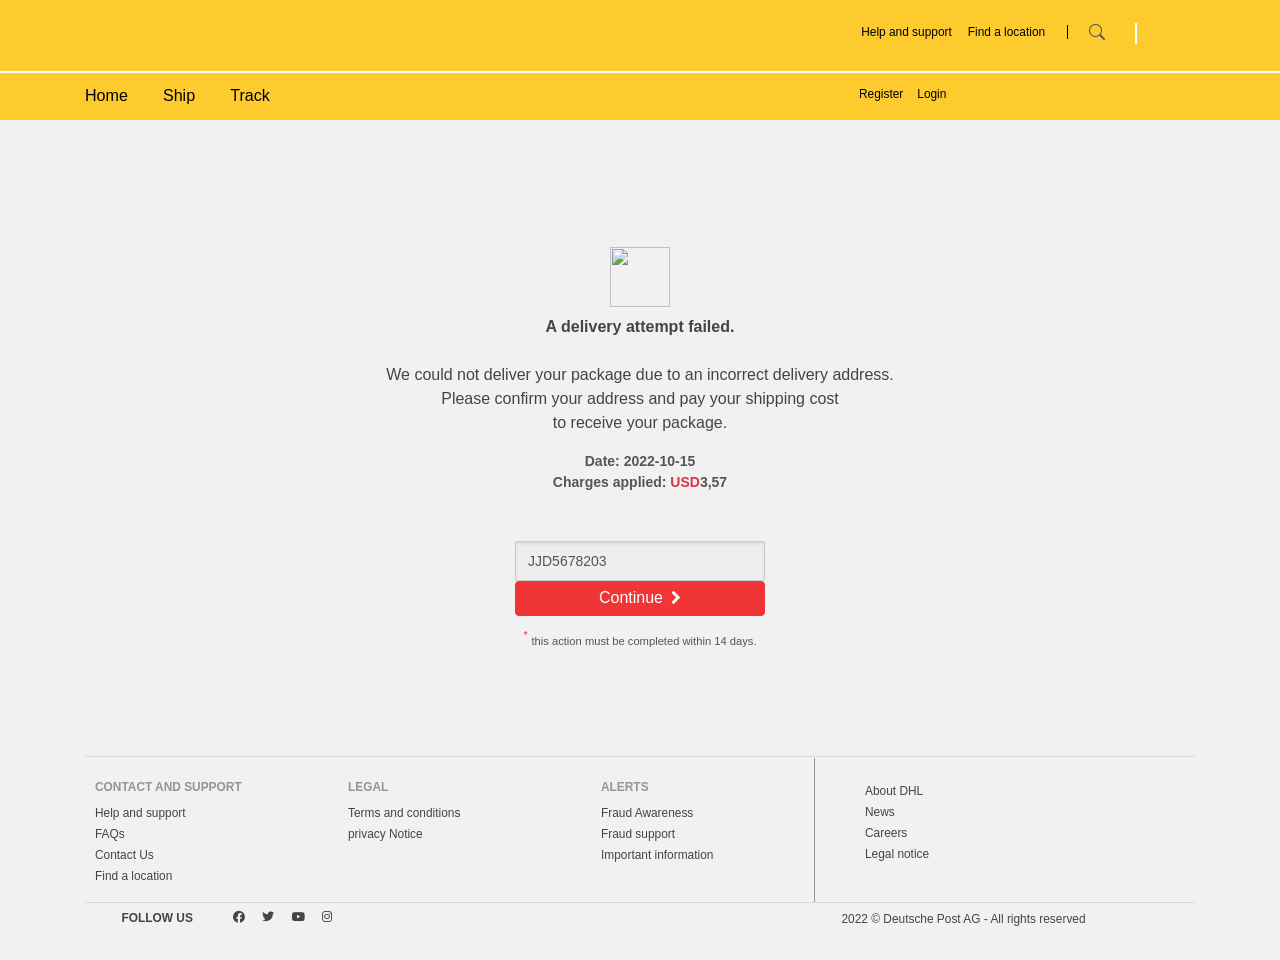 Help and support Find a location
Home Ship Track
Register Login
A delivery attempt failed.
We could not deliver your package due to an incorrect delivery address.
Please confirm your address and pay your shipping cost
to receive your package.
Date: 2022-10-15
Charges applied: USD3,57
JJD5678203
Continue
* this action must be completed within 14 days.
CONTACT AND SUPPORT
Help and support
FAQs
Contact Us
Find a location
LEGAL
Terms and conditions
privacy Notice
ALERTS
Fraud Awareness
Fraud support
Important information
About DHL
News
Careers
Legal notice
FOLLOW US
2022 © Deutsche Post AG - All rights reserved